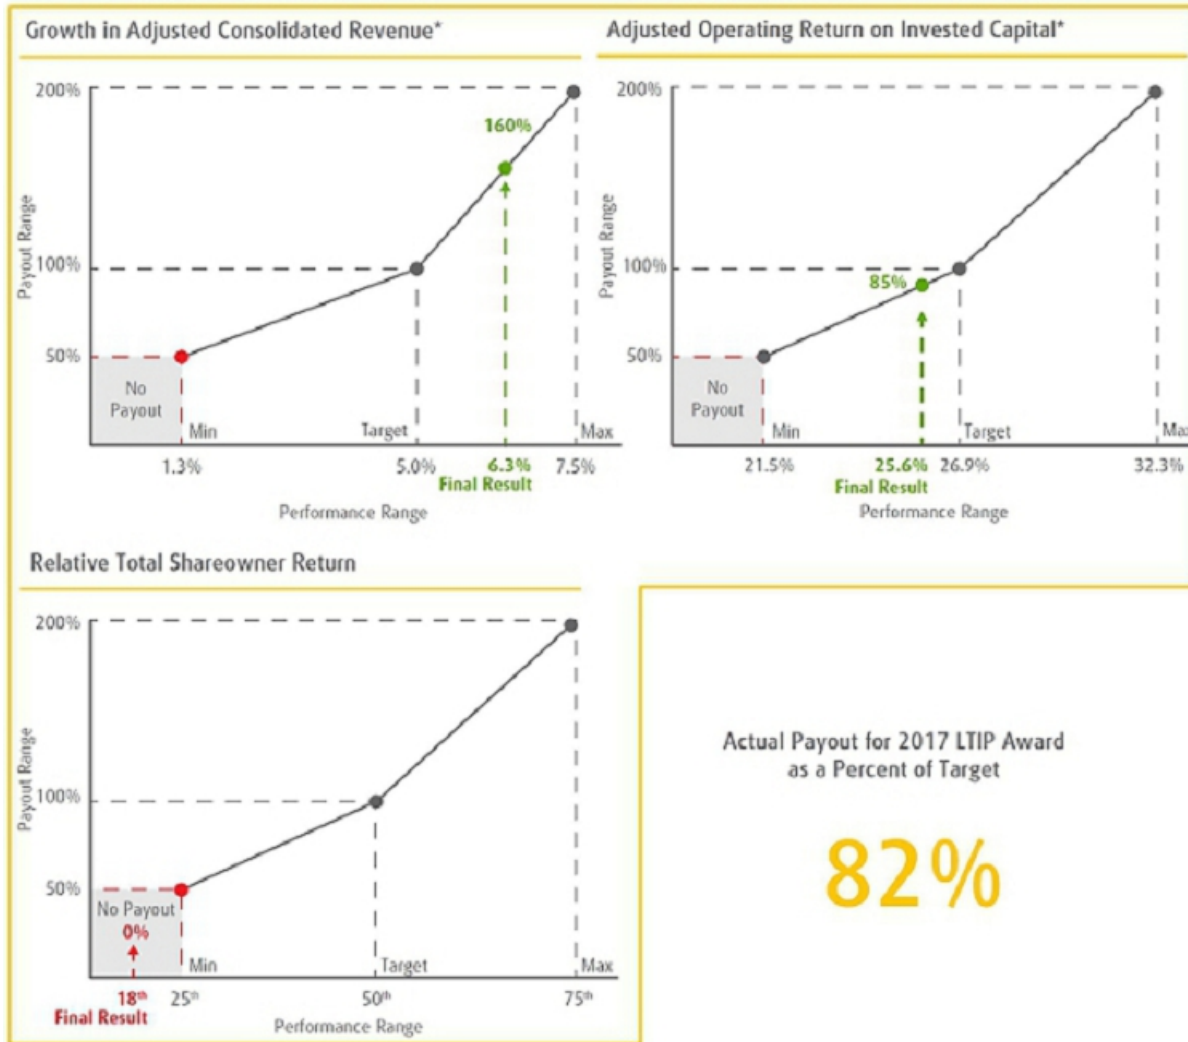 Growth in Adjusted Consolidated Revenue*
200%
160%
100%
50%
Payout Range
No
Payout
Min
Target
Max
1.3%
5.0%
6.3%
7.5%
Final Result
Performance Range
Adjusted Operating Return on Invested Capital*
200%
100%
85%
50%
Payout Range
No
Payout
Min
Target
Max
21.5%
25.6%
26.9%
32.3%
Final Result
Performance Range
Relative Total Shareowner Return
200%
100%
50%
Payout Range
No Payout
0%
Min
Target
Max
18th
25th
50th
75th
Final Result
Performance Range
Actual Payout for 2017 LTIP Award
as a Percent of Target
82%